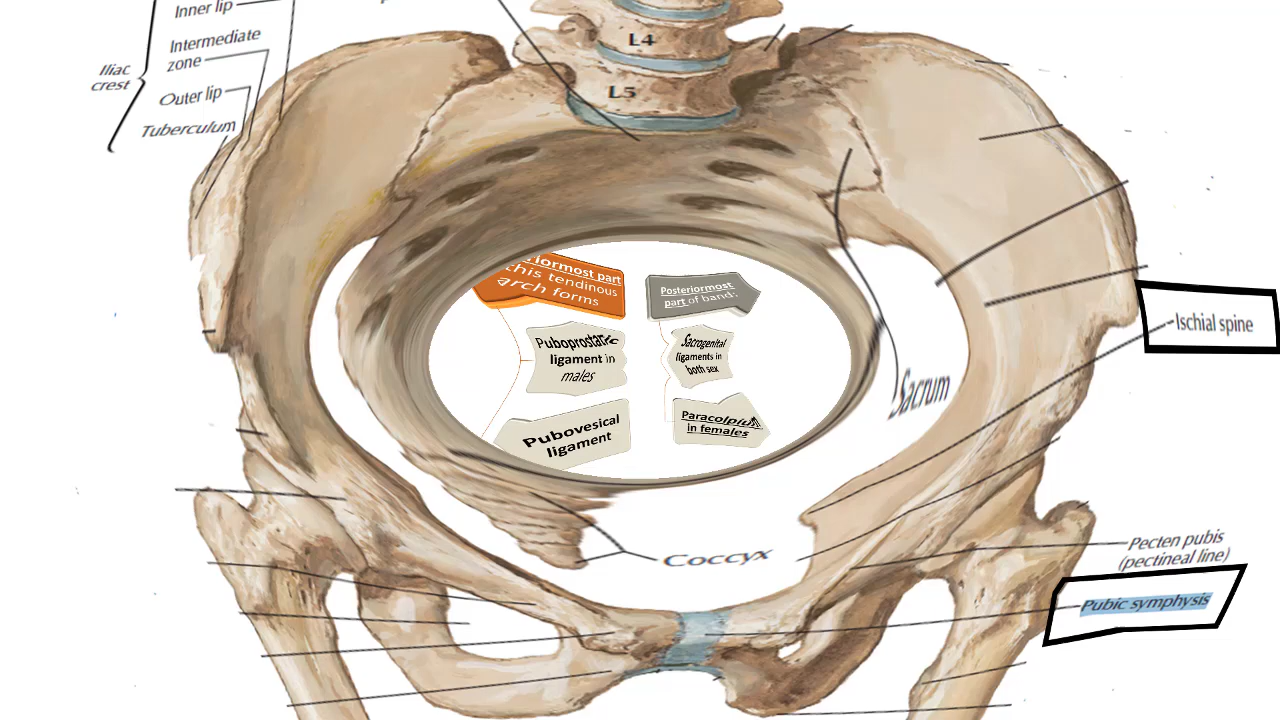 Inner lip
Intermediate
zone
Iliac
crest
Outer lip
Tuberculum
L4
L5
this tendinous
arch forms
Puboprostatic
ligament in
males
Pubovesical
ligament
Posteriormost
part of band:
Sacrogenital
ligaments in
both sex
Paracolpium
in females
Sacrum
Ischial spine
Coccyx
Pecten pubis
(pectineal line)
Pubic symphysis